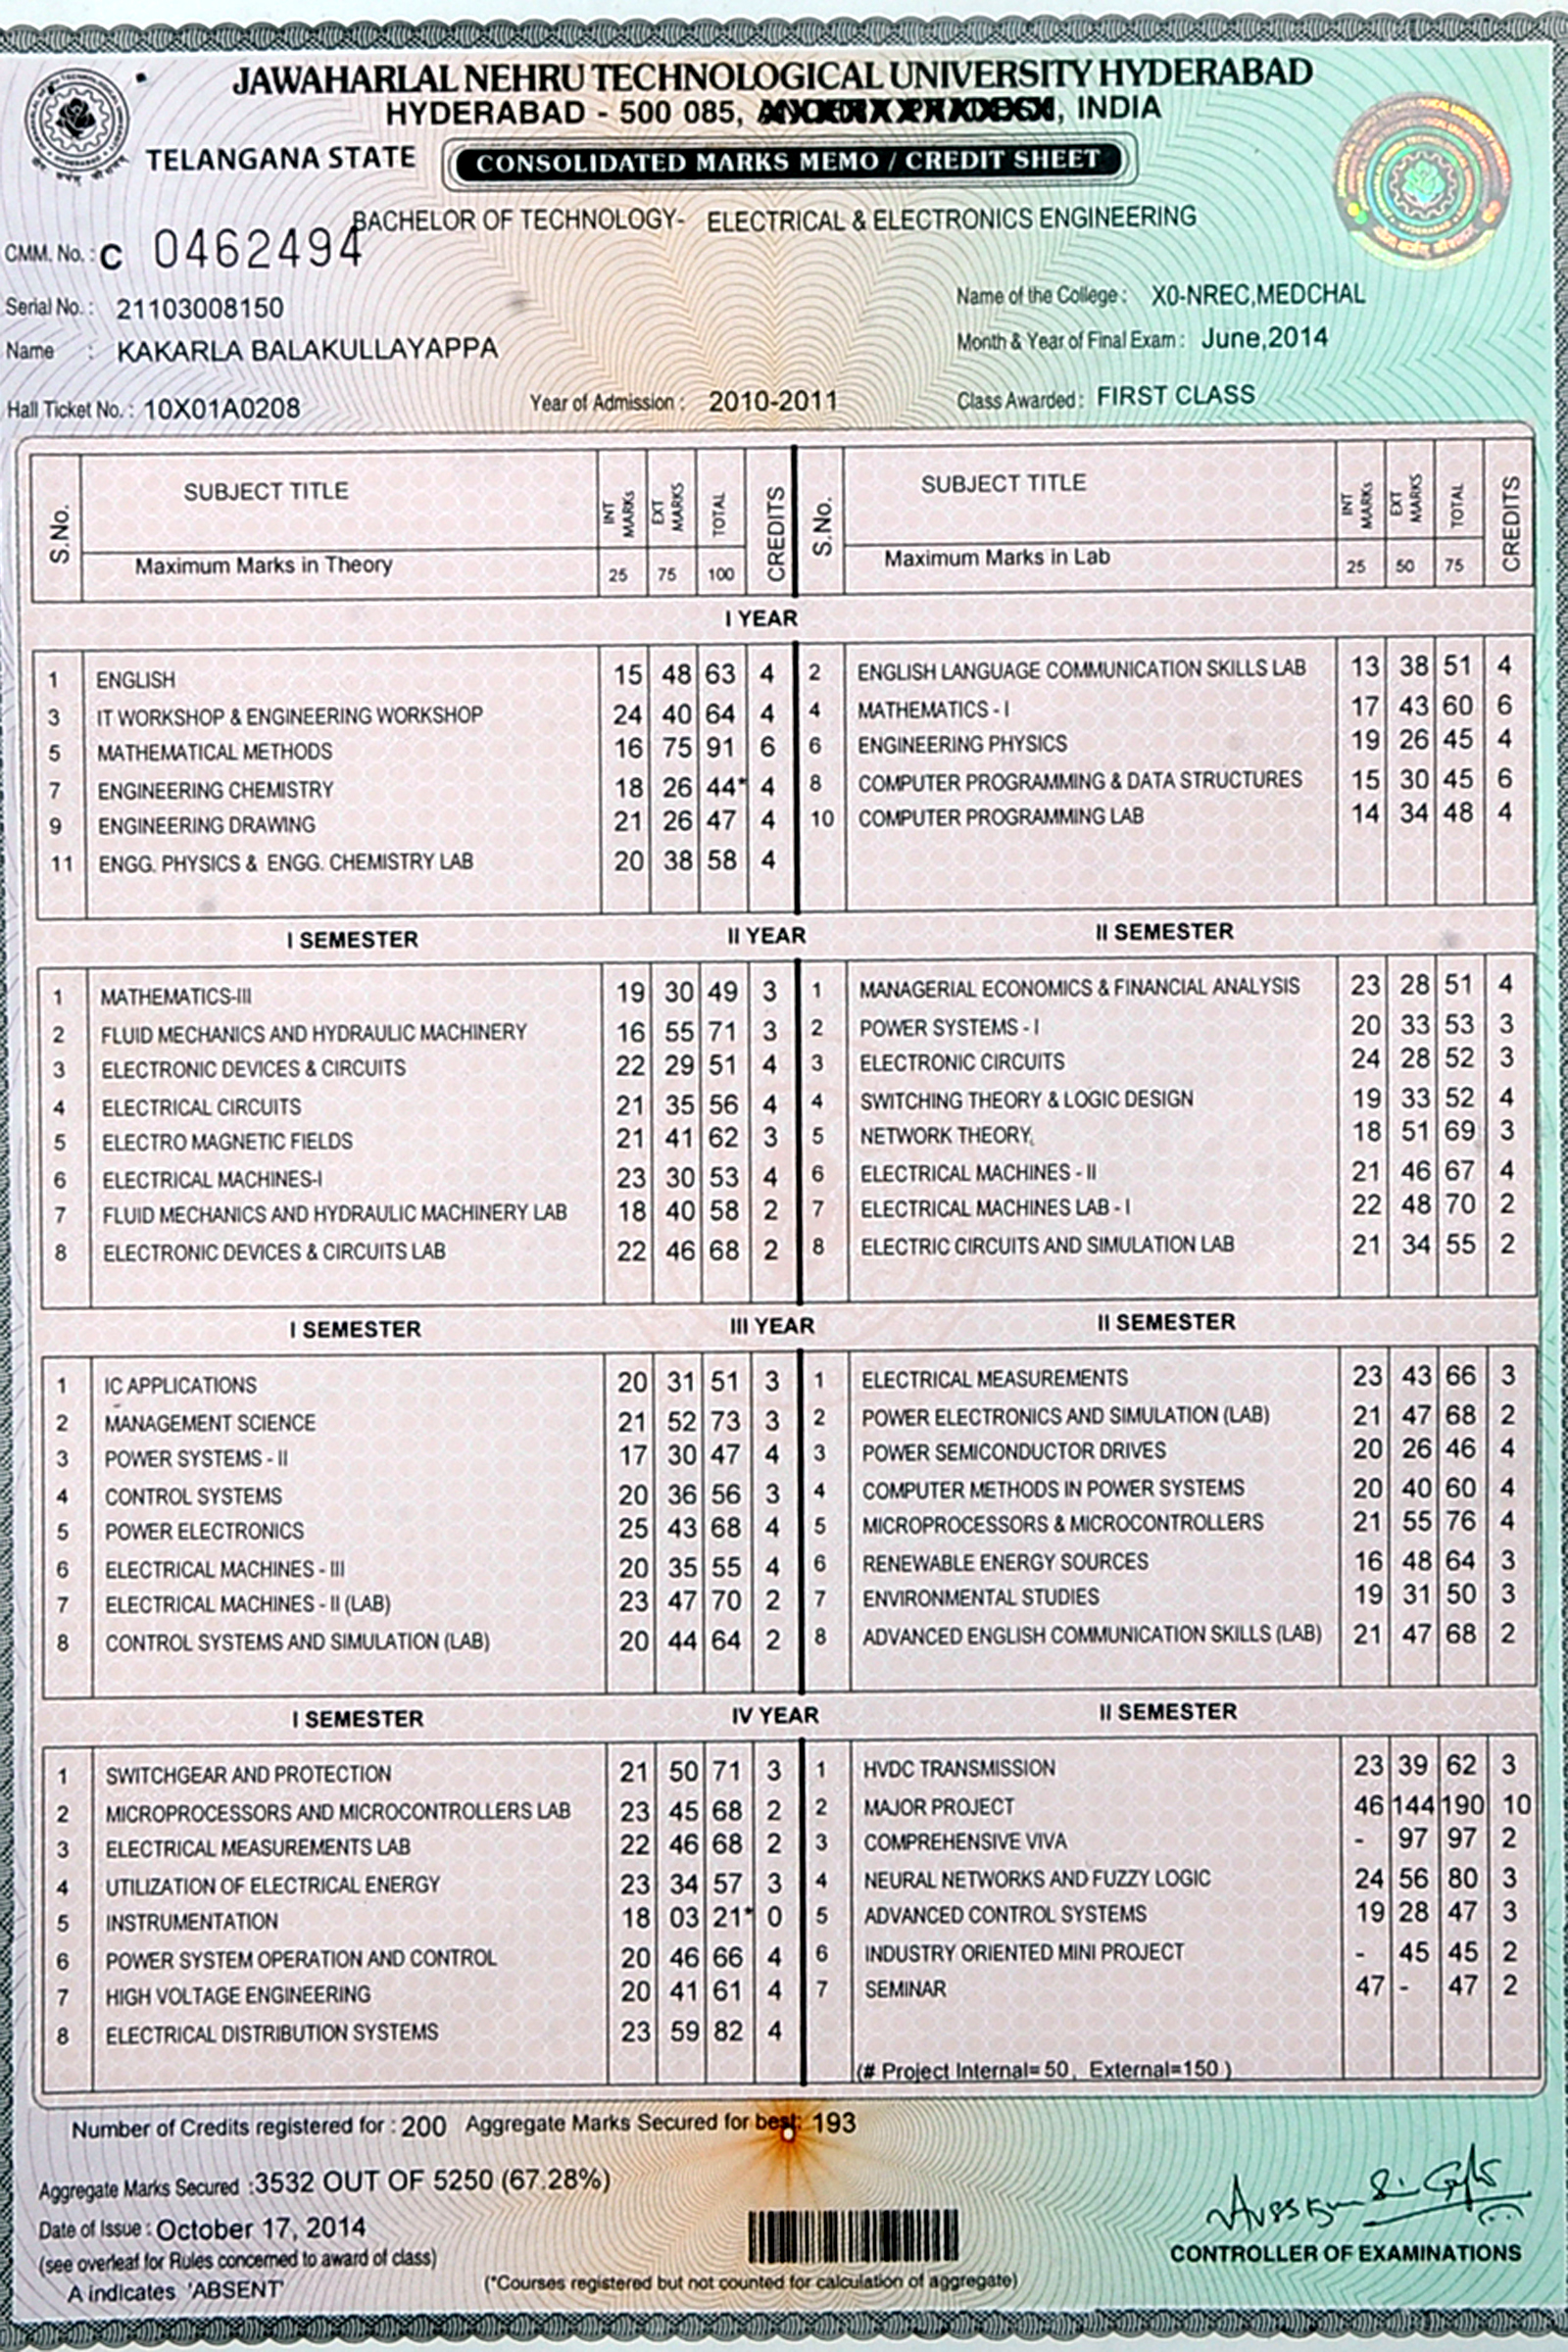 JAWAHARLAL NEHRU TECHNOLOGICAL UNIVERSITY HYDERABAD
HYDERABAD - 500 085, INDIA
TELANGANA STATE CONSOLIDATED MARKS MEMO / CREDIT SHEET
BACHELOR OF TECHNOLOGY- ELECTRICAL & ELECTRONICS ENGINEERING
CMM. No. : C 0462494
Serial No. : 21103008150 Name of the College : X0-NREC,MEDCHAL
Name : KAKARLA BALAKULLAYAPPA Month & Year of Final Exam : June,2014
Hall Ticket No. : 10X01A0208 Year of Admission : 2010-2011 Class Awarded : FIRST CLASS
S.No. SUBJECT TITLE INT MARKs EXT MARKS TOTAL CREDITS S.No. SUBJECT TITLE INT MARKs EXT MARKS TOTAL CREDITS
Maximum Marks in Theory 25 75 100 Maximum Marks in Lab 25 50 75
I YEAR
1 ENGLISH 15 48 63 4 2 ENGLISH LANGUAGE COMMUNICATION SKILLS LAB 13 38 51 4
3 IT WORKSHOP & ENGINEERING WORKSHOP 24 40 64 4 4 MATHEMATICS - I 17 43 60 6
5 MATHEMATICAL METHODS 16 75 91 6 6 ENGINEERING PHYSICS 19 26 45 4
7 ENGINEERING CHEMISTRY 18 26 44* 4 8 COMPUTER PROGRAMMING & DATA STRUCTURES 15 30 45 6
9 ENGINEERING DRAWING 21 26 47 4 10 COMPUTER PROGRAMMING LAB 14 34 48 4
11 ENGG. PHYSICS & ENGG. CHEMISTRY LAB 20 38 58 4
I SEMESTER II YEAR II SEMESTER
1 MATHEMATICS-III 19 30 49 3 1 MANAGERIAL ECONOMICS & FINANCIAL ANALYSIS 23 28 51 4
2 FLUID MECHANICS AND HYDRAULIC MACHINERY 16 55 71 3 2 POWER SYSTEMS - I 20 33 53 3
3 ELECTRONIC DEVICES & CIRCUITS 22 29 51 4 3 ELECTRONIC CIRCUITS 24 28 52 3
4 ELECTRICAL CIRCUITS 21 35 56 4 4 SWITCHING THEORY & LOGIC DESIGN 19 33 52 4
5 ELECTRO MAGNETIC FIELDS 21 41 62 3 5 NETWORK THEORY 18 51 69 3
6 ELECTRICAL MACHINES-I 23 30 53 4 6 ELECTRICAL MACHINES - II 21 46 67 4
7 FLUID MECHANICS AND HYDRAULIC MACHINERY LAB 18 40 58 2 7 ELECTRICAL MACHINES LAB - I 22 48 70 2
8 ELECTRONIC DEVICES & CIRCUITS LAB 22 46 68 2 8 ELECTRIC CIRCUITS AND SIMULATION LAB 21 34 55 2
I SEMESTER III YEAR II SEMESTER
1 IC APPLICATIONS 20 31 51 3 1 ELECTRICAL MEASUREMENTS 23 43 66 3
2 MANAGEMENT SCIENCE 21 52 73 3 2 POWER ELECTRONICS AND SIMULATION (LAB) 21 47 68 2
3 POWER SYSTEMS - II 17 30 47 4 3 POWER SEMICONDUCTOR DRIVES 20 26 46 4
4 CONTROL SYSTEMS 20 36 56 3 4 COMPUTER METHODS IN POWER SYSTEMS 20 40 60 4
5 POWER ELECTRONICS 25 43 68 4 5 MICROPROCESSORS & MICROCONTROLLERS 21 55 76 4
6 ELECTRICAL MACHINES - III 20 35 55 4 6 RENEWABLE ENERGY SOURCES 16 48 64 3
7 ELECTRICAL MACHINES - II (LAB) 23 47 70 2 7 ENVIRONMENTAL STUDIES 19 31 50 3
8 CONTROL SYSTEMS AND SIMULATION (LAB) 20 44 64 2 8 ADVANCED ENGLISH COMMUNICATION SKILLS (LAB) 21 47 68 2
I SEMESTER IV YEAR II SEMESTER
1 SWITCHGEAR AND PROTECTION 21 50 71 3 1 HVDC TRANSMISSION 23 39 62 3
2 MICROPROCESSORS AND MICROCONTROLLERS LAB 23 45 68 2 2 MAJOR PROJECT 46 144 190 10
3 ELECTRICAL MEASUREMENTS LAB 22 46 68 2 3 COMPREHENSIVE VIVA - 97 97 2
4 UTILIZATION OF ELECTRICAL ENERGY 23 34 57 3 4 NEURAL NETWORKS AND FUZZY LOGIC 24 56 80 3
5 INSTRUMENTATION 18 03 21* 0 5 ADVANCED CONTROL SYSTEMS 19 28 47 3
6 POWER SYSTEM OPERATION AND CONTROL 20 46 66 4 6 INDUSTRY ORIENTED MINI PROJECT - 45 45 2
7 HIGH VOLTAGE ENGINEERING 20 41 61 4 7 SEMINAR 47 - 47 2
8 ELECTRICAL DISTRIBUTION SYSTEMS 23 59 82 4
(# Project Internal= 50, External=150 )
Number of Credits registered for : 200 Aggregate Marks Secured for best: 193
Aggregate Marks Secured :3532 OUT OF 5250 (67.28%)
Date of Issue : October 17, 2014
(see overleaf for Rules concerned to award of class) CONTROLLER OF EXAMINATIONS
A indicates 'ABSENT' (*Courses registered but not counted for calculation of aggregate)